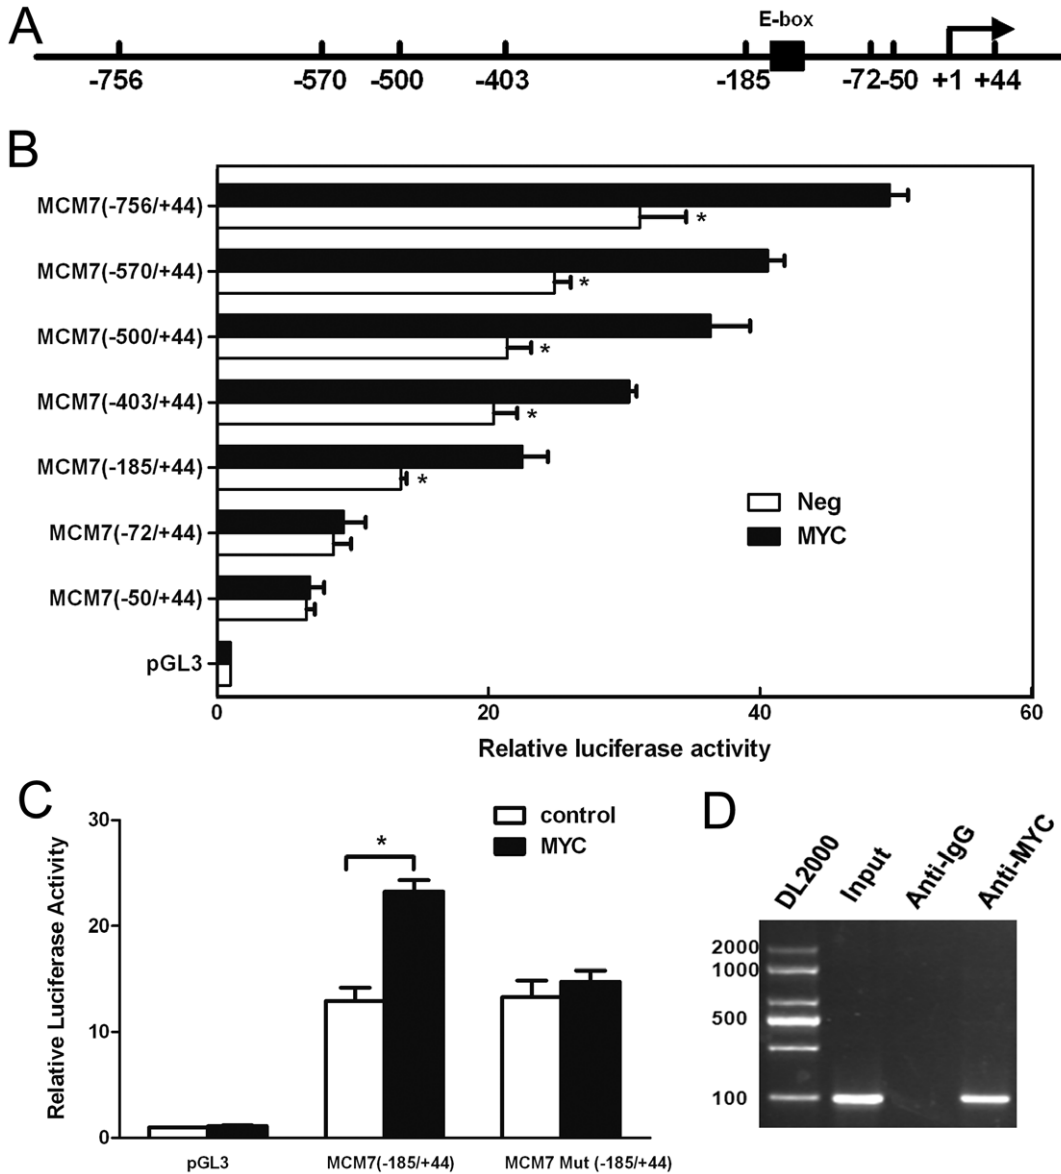 A
E-box
-756 -570 -500 -403 -185 -72 -50 +1 +44
B
MCM7(-756/+44)
*
MCM7(-570/+44)
*
MCM7(-500/+44)
*
MCM7(-403/+44)
*
MCM7(-185/+44)
*
MCM7(-72/+44)
MCM7(-50/+44)
pGL3
Neg
MYC
0 20 40 60
Relative luciferase activity
C
control
MYC
*
Relative Luciferase Activity
30
20
10
0
pGL3 MCM7(-185/+44) MCM7 Mut (-185/+44)
D
DL2000 Input Anti-IgG Anti-MYC
2000
1000
500
100